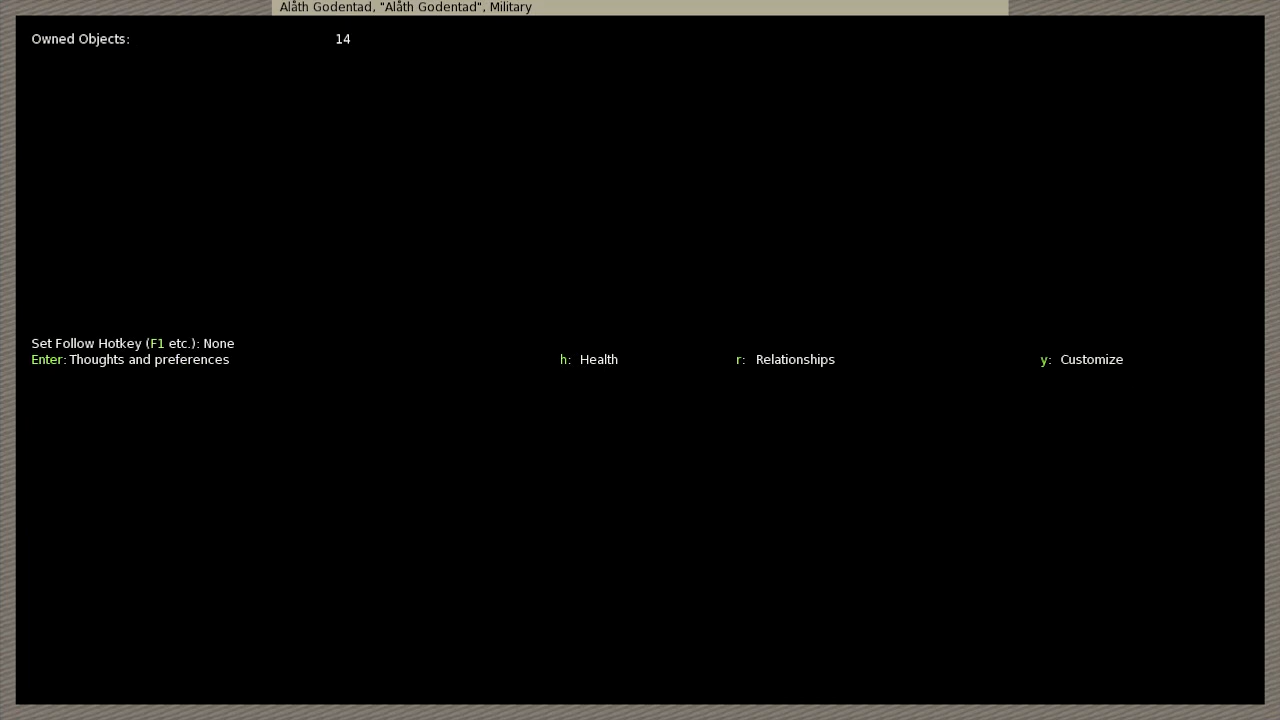 Alåth Godentad, "Alåth Godentad", Military
Owned Objects: 14
Set Follow Hotkey (F1 etc.): None
Enter: Thoughts and preferences h: Health r: Relationships y: Customize